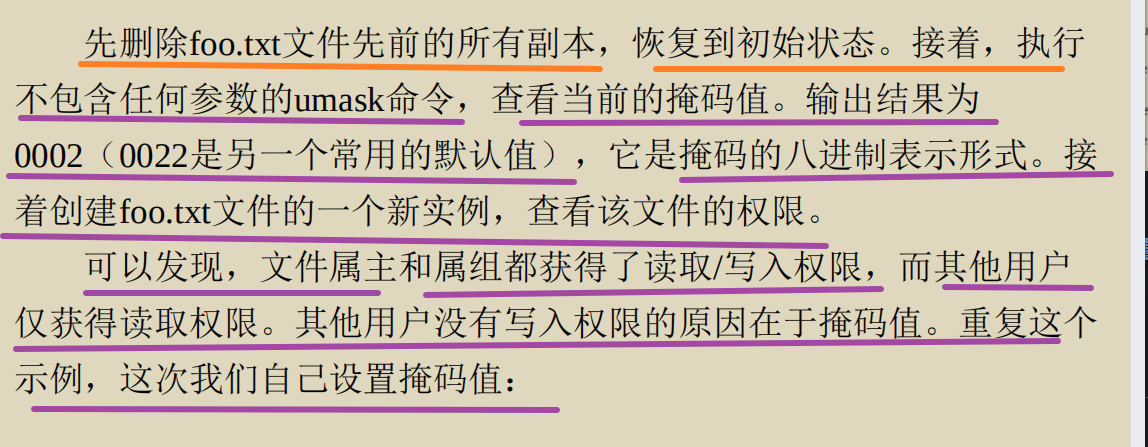 先删除foo.txt文件先前的所有副本，恢复到初始状态。接着，执行
不包含任何参数的umask命令，查看当前的掩码值。输出结果为
0002（0022是另一个常用的默认值），它是掩码的八进制表示形式。接
着创建foo.txt文件的一个新实例，查看该文件的权限。
可以发现，文件属主和属组都获得了读取/写入权限，而其他用户
仅获得读取权限。其他用户没有写入权限的原因在于掩码值。重复这个
示例，这次我们自己设置掩码值：